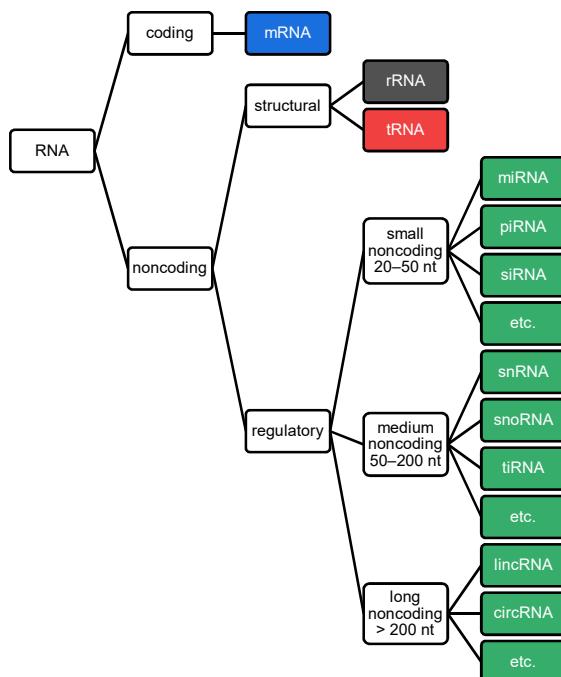 coding
mRNA
structural
rRNA
tRNA
RNA
noncoding
small
noncoding
20–50 nt
miRNA
piRNA
siRNA
etc.
regulatory
medium
noncoding
50–200 nt
snRNA
snoRNA
tiRNA
etc.
long
noncoding
> 200 nt
lincRNA
circRNA
etc.